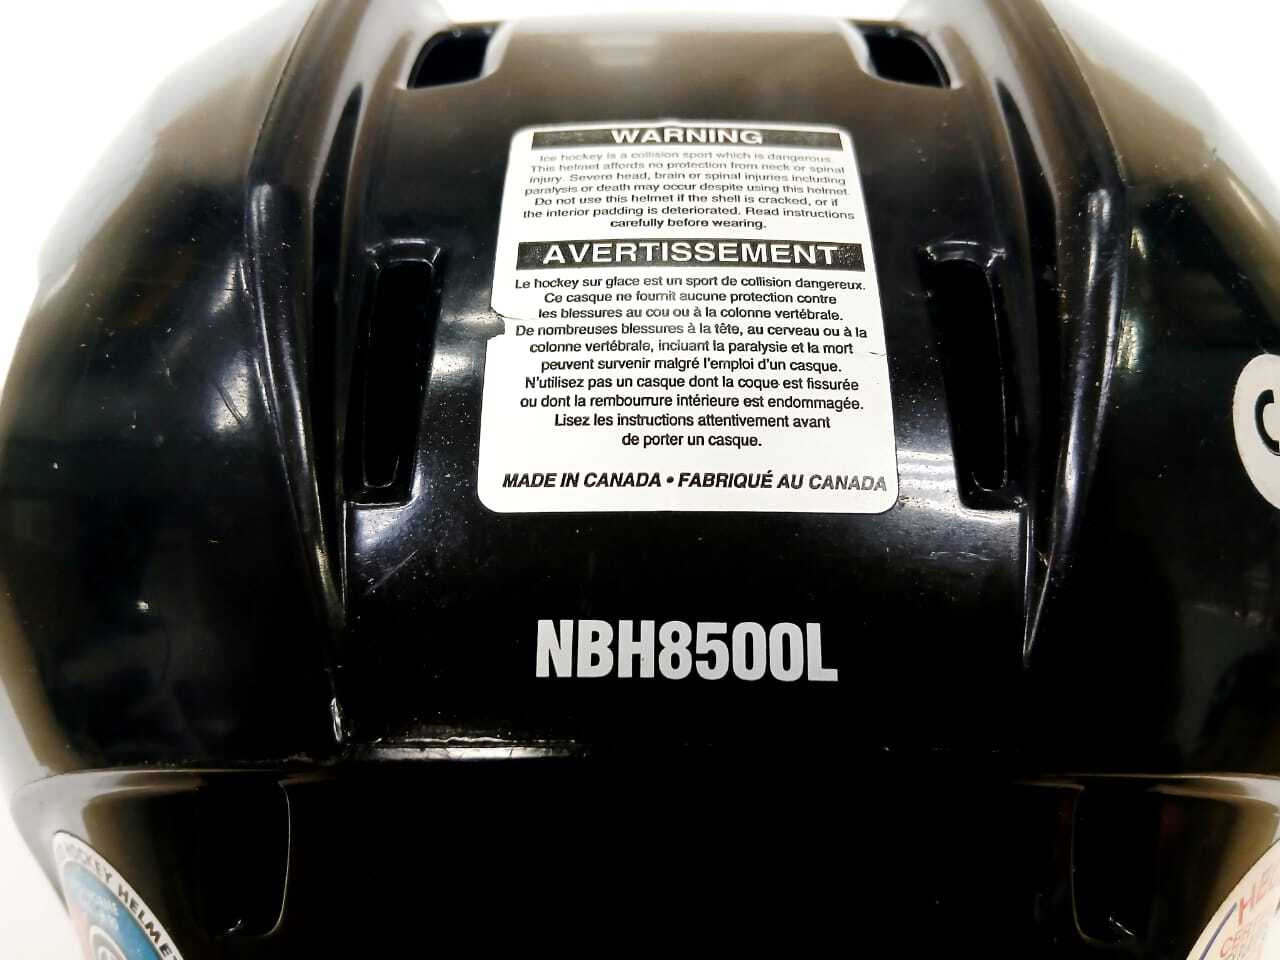 WARNING
Ice hockey is a collision sport which is dangerous.
This helmet affords no protection from neck or spinal
injury. Severe head, brain or spinal injuries including
paralysis or death may occur despite using this helmet.
Do not use this helmet if the shell is cracked, or if
the interior padding is deteriorated. Read instructions
carefully before wearing.
AVERTISSEMENT
Le hockey sur glace est un sport de collision dangereux.
Ce casque ne fournit aucune protection contre
les blessures au cou ou à la colonne vertébrale.
De nombreuses blessures à la tête, au cerveau ou à la
colonne vertébrale, incluant la paralysie et la mort
peuvent survenir malgré l'emploi d'un casque.
N'utilisez pas un casque dont la coque est fissurée
ou dont la rembourrure intérieure est endommagée.
Lisez les instructions attentivement avant
de porter un casque.
MADE IN CANADA • FABRIQUÉ AU CANADA
NBH8500L
HOCKEY HELMET